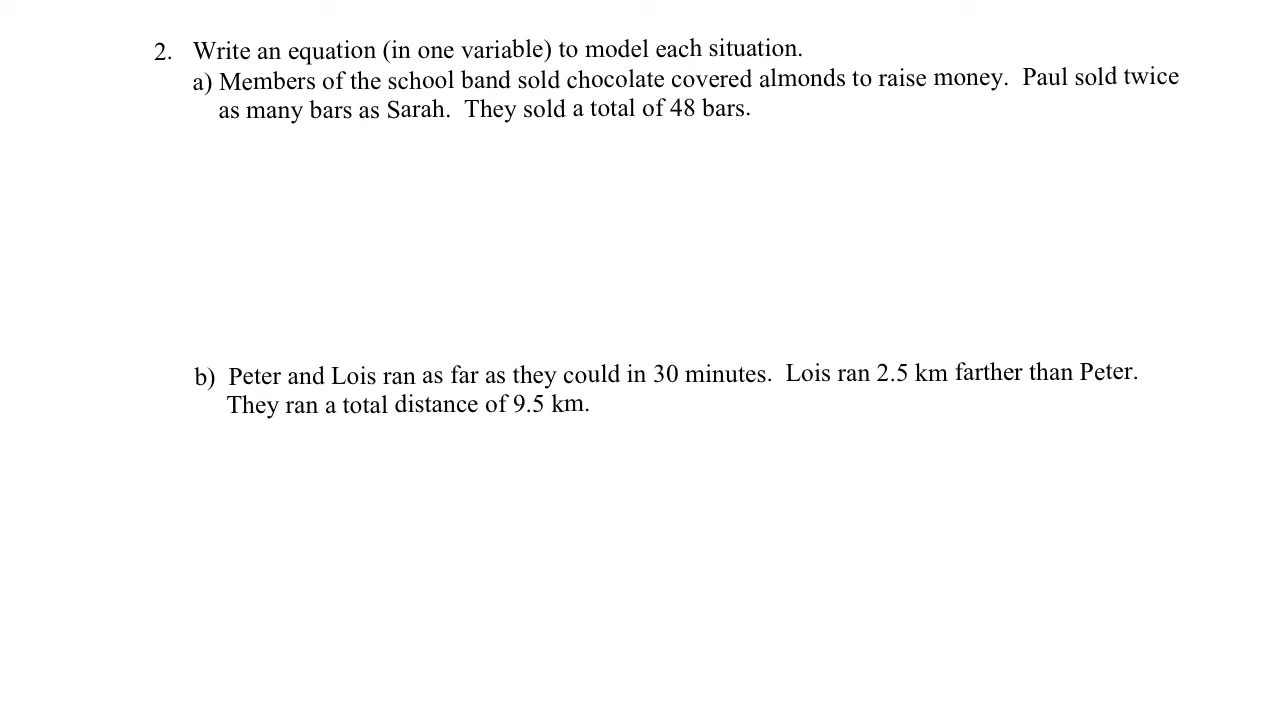 2. Write an equation (in one variable) to model each situation.
a) Members of the school band sold chocolate covered almonds to raise money. Paul sold twice
as many bars as Sarah. They sold a total of 48 bars.
b) Peter and Lois ran as far as they could in 30 minutes. Lois ran 2.5 km farther than Peter.
They ran a total distance of 9.5 km.